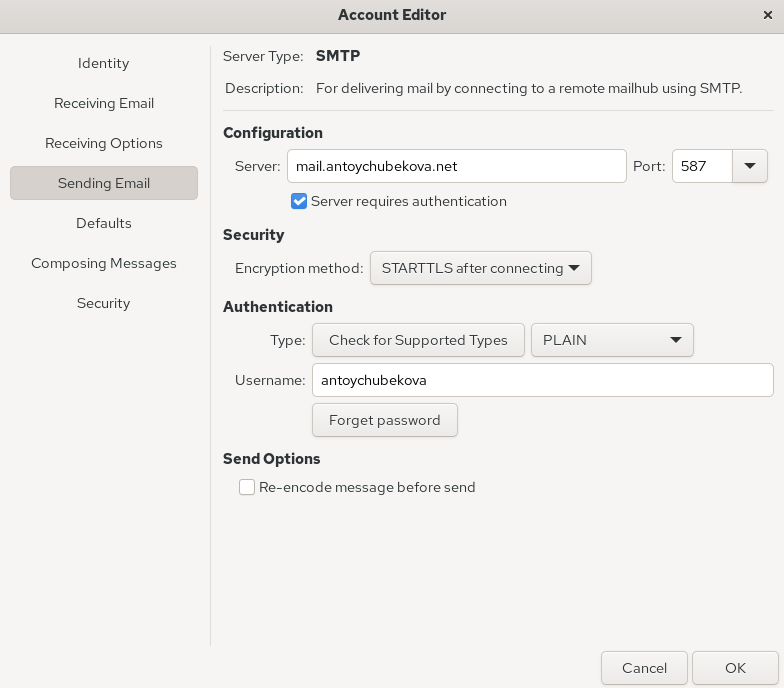 Account Editor
Identity
Receiving Email
Receiving Options
Sending Email
Defaults
Composing Messages
Security
Server Type: SMTP
Description: For delivering mail by connecting to a remote mailhub using SMTP.
Configuration
Server: mail.antoychubekova.net Port: 587
Server requires authentication
Security
Encryption method: STARTTLS after connecting
Authentication
Type: Check for Supported Types PLAIN
Username: antoychubekova
Forget password
Send Options
Re-encode message before send
Cancel OK